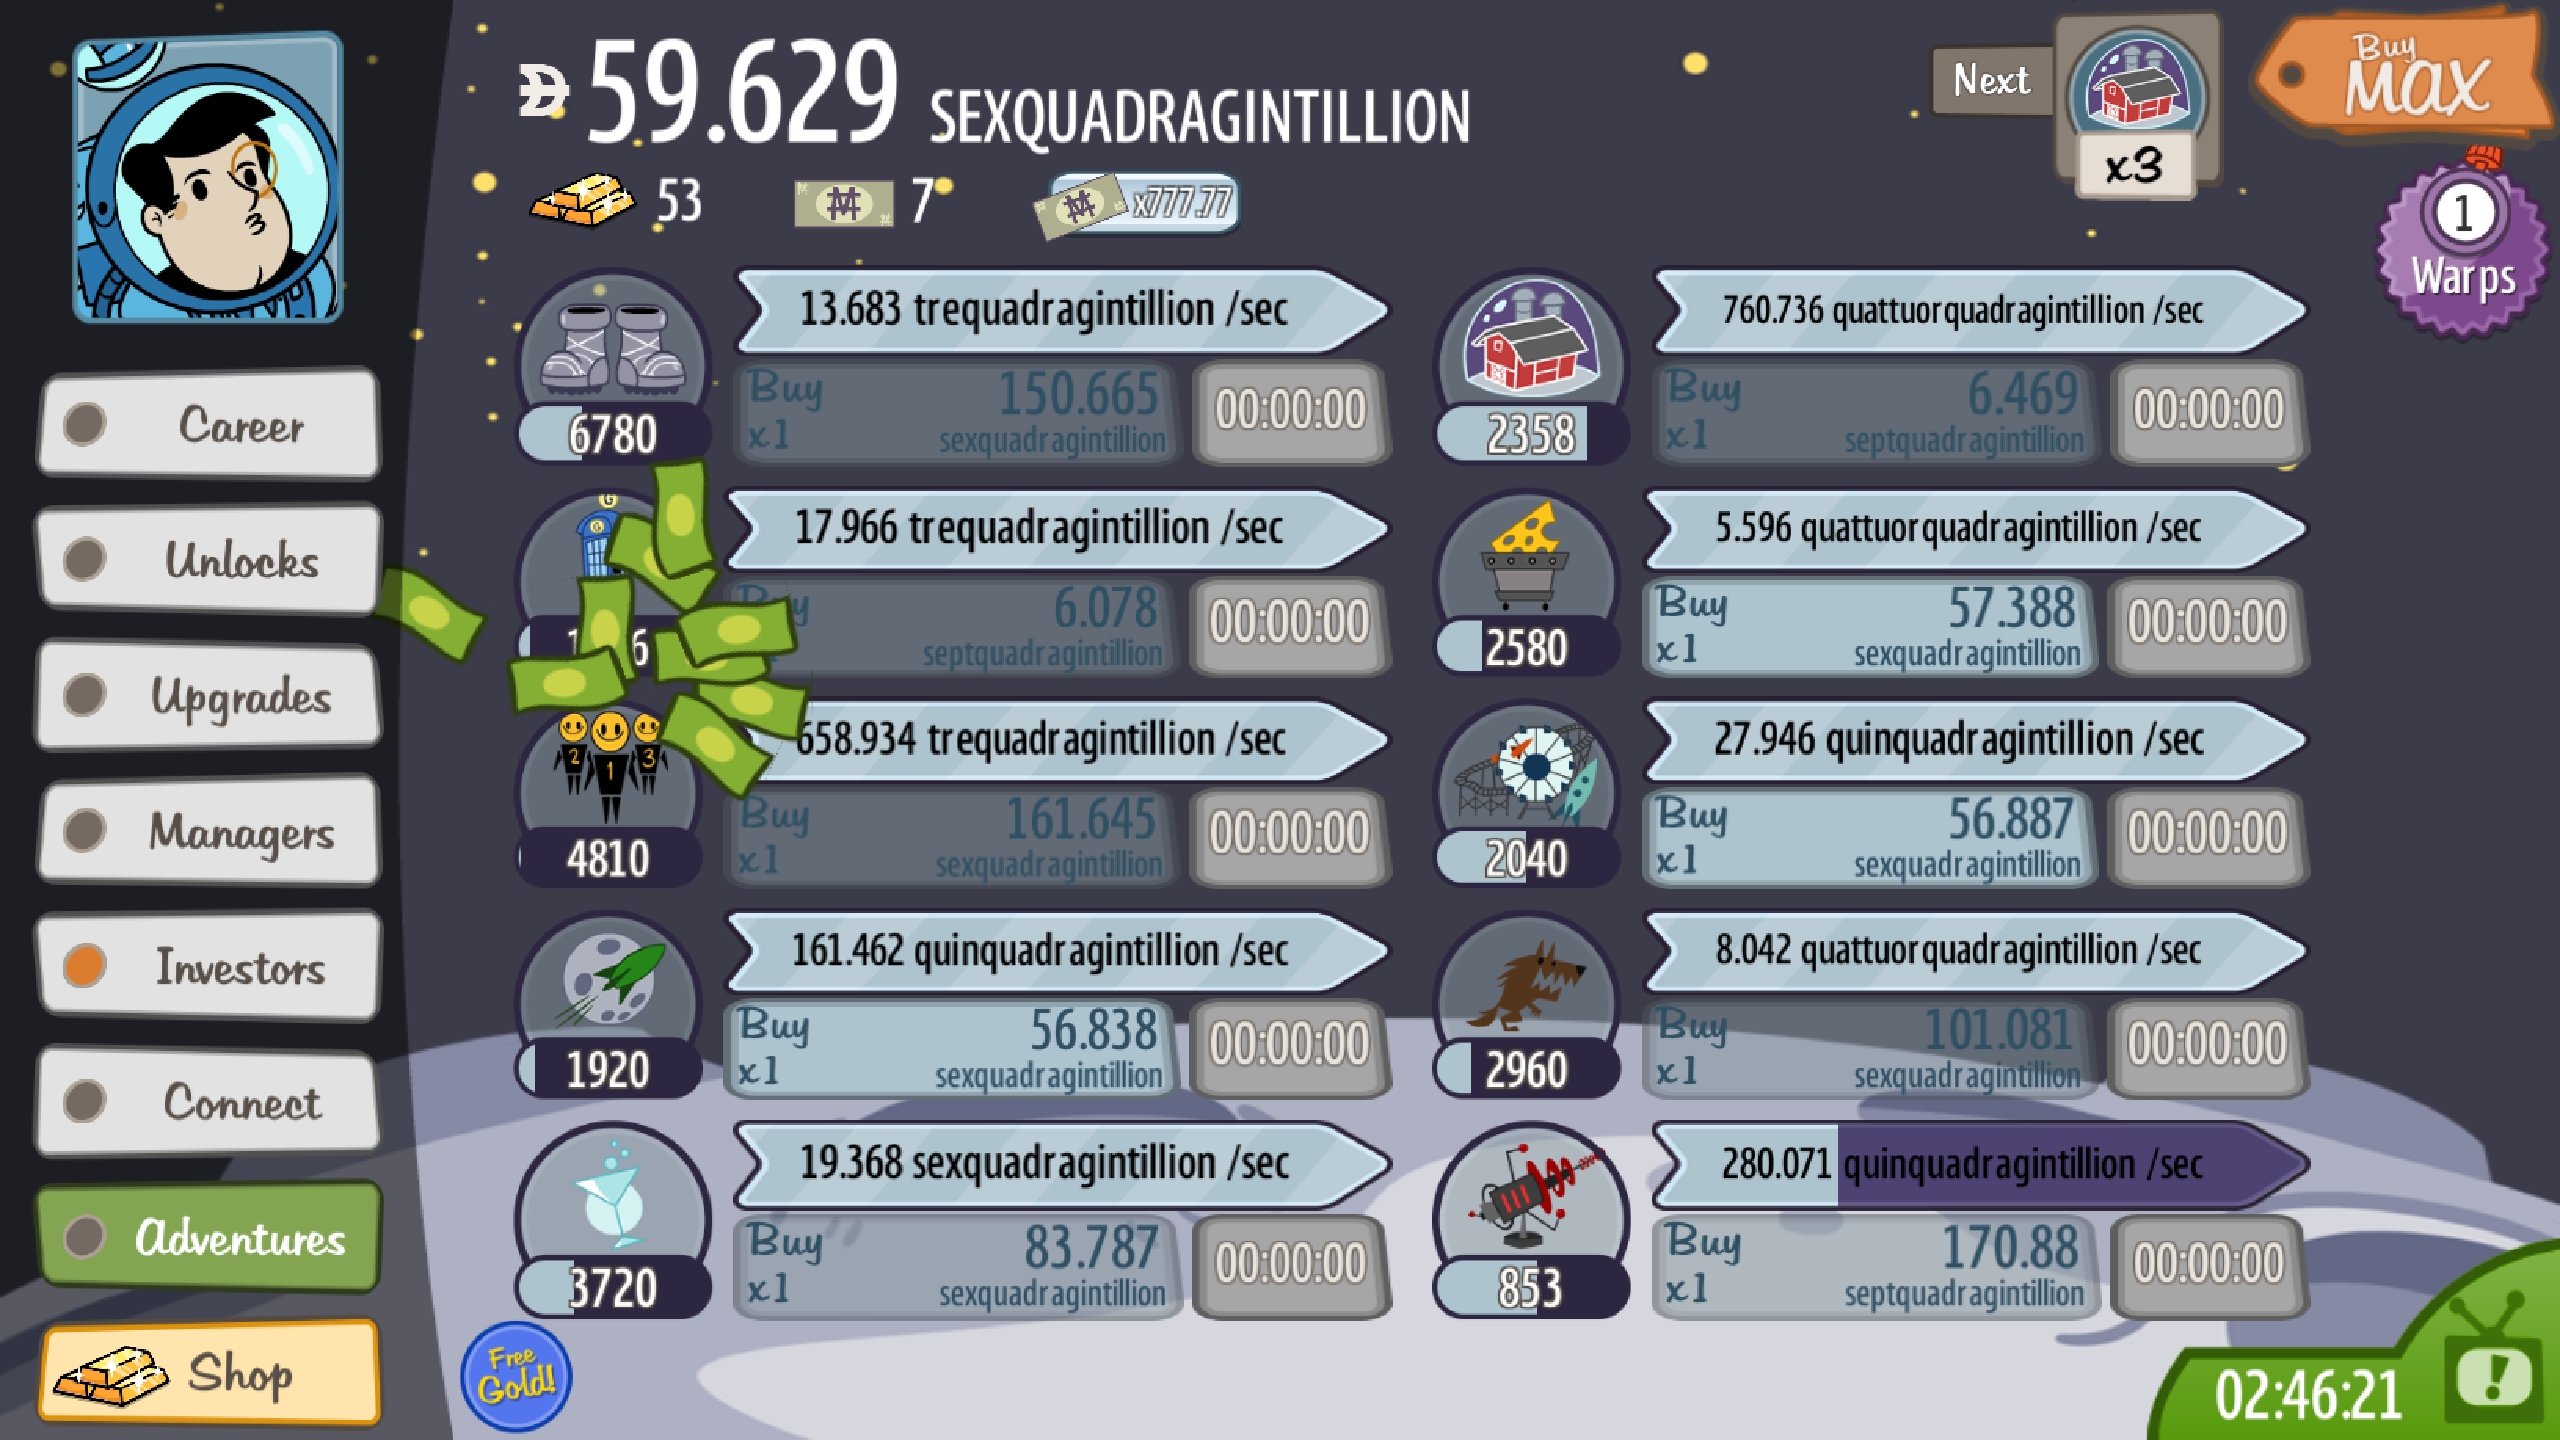 59.629 SEXQUADRAGINTILLION
Next
x3
Buy
MAX
53
7
x777.77
1
Warps
Career
Unlocks
Upgrades
Managers
Investors
Connect
Adventures
Shop
13.683 trequadragintillion /sec
Buy 150.665
x1 sexquadragintillion
00:00:00
6780
760.736 quattuorquadragintillion /sec
Buy 6.469
x1 septquadragintillion
00:00:00
2358
17.966 trequadragintillion /sec
6.078
septquadragintillion
00:00:00
5.596 quattuorquadragintillion /sec
Buy 57.388
x1 sexquadragintillion
00:00:00
2580
658.934 trequadragintillion /sec
2 1 3
Buy 161.645
x1 sexquadragintillion
00:00:00
4810
27.946 quinquadragintillion /sec
Buy 56.887
x1 sexquadragintillion
00:00:00
2040
161.462 quinquadragintillion /sec
Buy 56.838
x1 sexquadragintillion
00:00:00
1920
8.042 quattuorquadragintillion /sec
Buy 101.081
x1 sexquadragintillion
00:00:00
2960
19.368 sexquadragintillion /sec
Buy 83.787
x1 sexquadragintillion
00:00:00
3720
280.071 quinquadragintillion /sec
Buy 170.88
x1 septquadragintillion
00:00:00
853
Free
Gold!
02:46:21
!